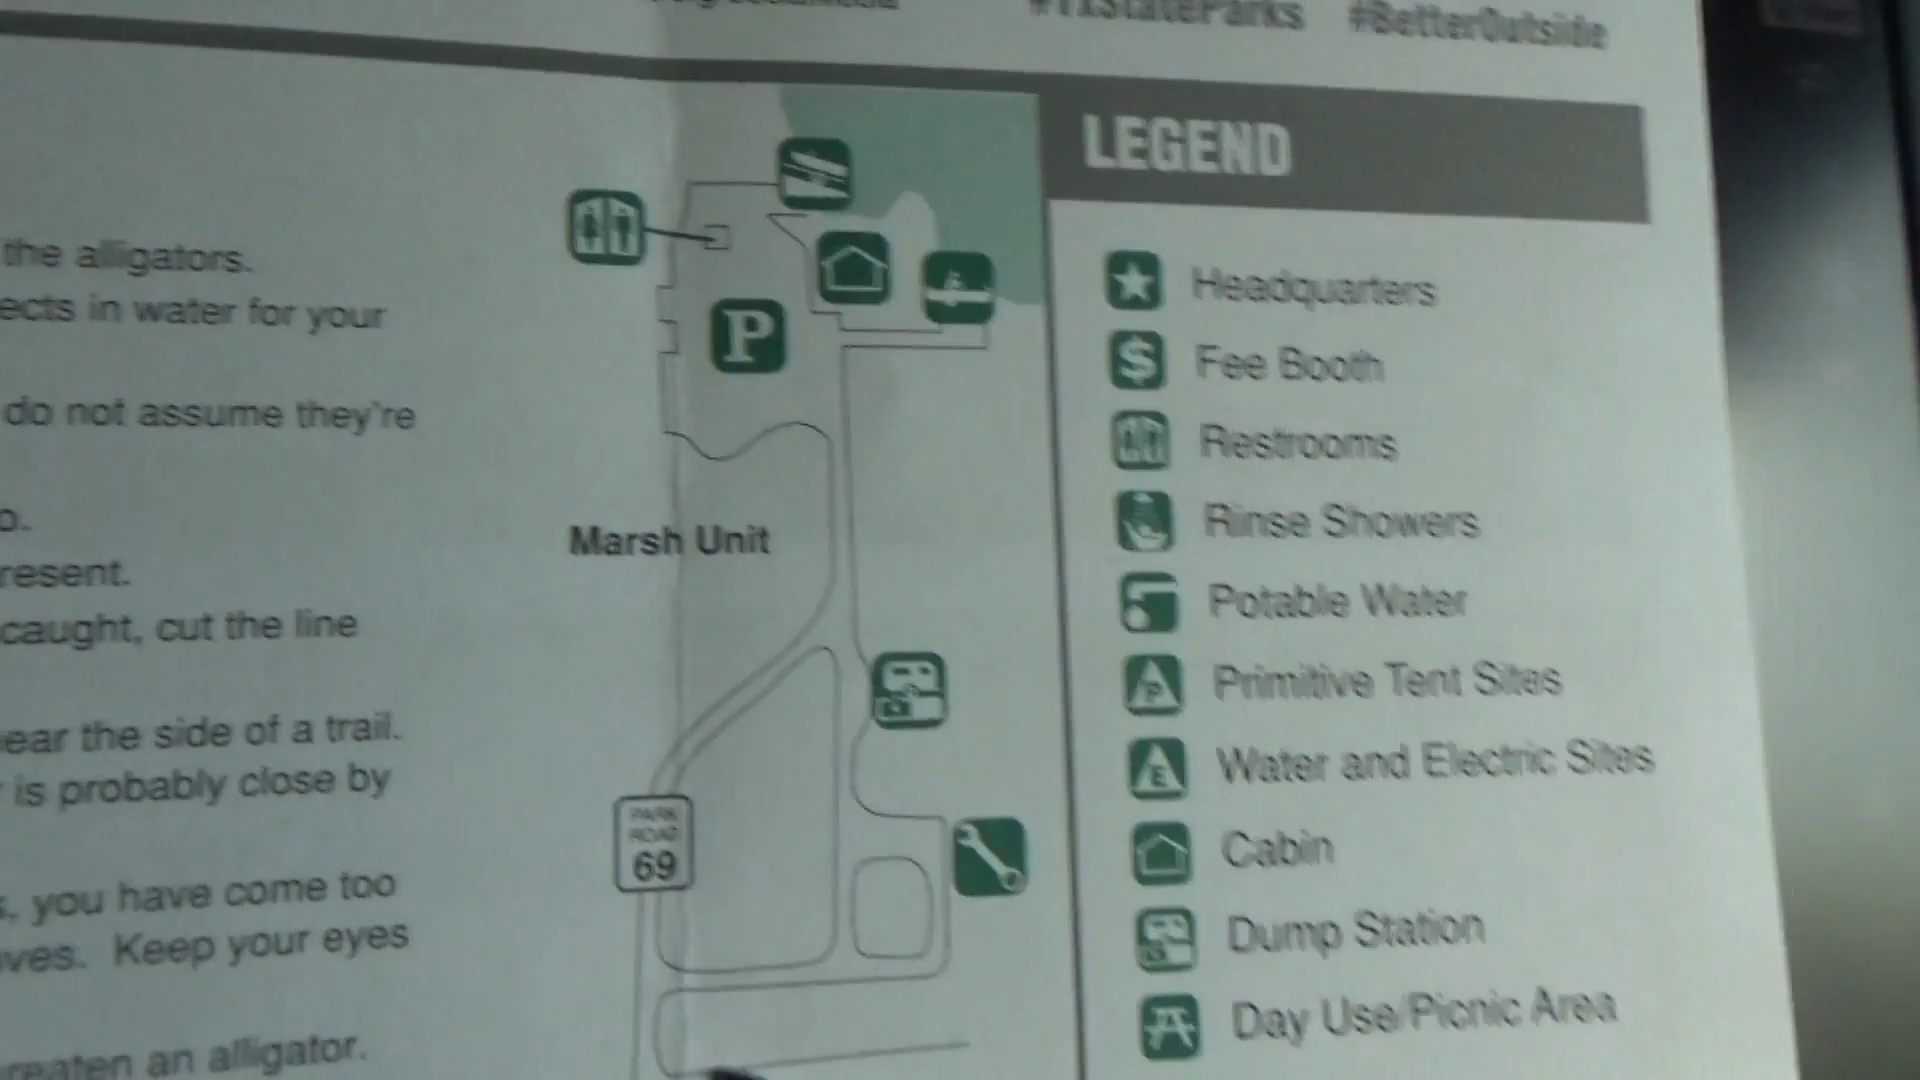 #TxStateParks #BetterOutside
LEGEND
the alligators.
ects in water for your
do not assume they're
o.
resent.
caught, cut the line
ear the side of a trail.
is probably close by
s, you have come too
ves. Keep your eyes
reaten an alligator.
P
Marsh Unit
PARK
ROAD
69
Headquarters
$ Fee Booth
Restrooms
Rinse Showers
Potable Water
P Primitive Tent Sites
E Water and Electric Sites
Cabin
Dump Station
Day Use/Picnic Area